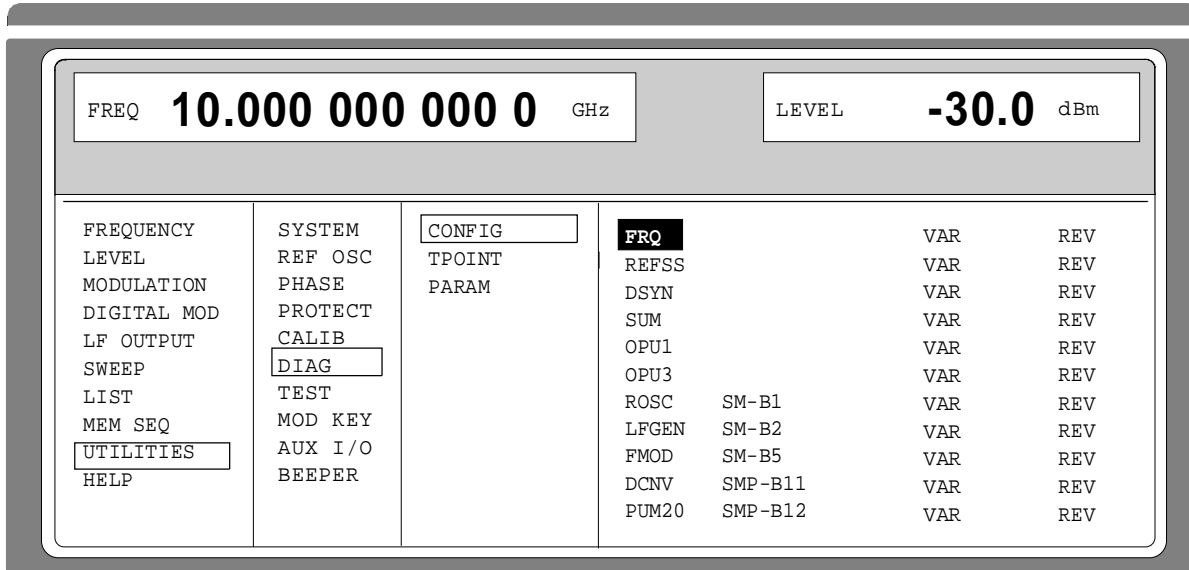 FREQ 10.000 000 000 0 GHz LEVEL -30.0 dBm
FREQUENCY SYSTEM CONFIG FRQ VAR REV
LEVEL REF OSC TPOINT REFSS VAR REV
MODULATION PHASE PARAM DSYN VAR REV
DIGITAL MOD PROTECT SUM VAR REV
LF OUTPUT CALIB OPU1 VAR REV
SWEEP DIAG OPU3 VAR REV
LIST TEST ROSC SM-B1 VAR REV
MEM SEQ MOD KEY LFGEN SM-B2 VAR REV
UTILITIES AUX I/O FMOD SM-B5 VAR REV
HELP BEEPER DCNV SMP-B11 VAR REV
PUM20 SMP-B12 VAR REV